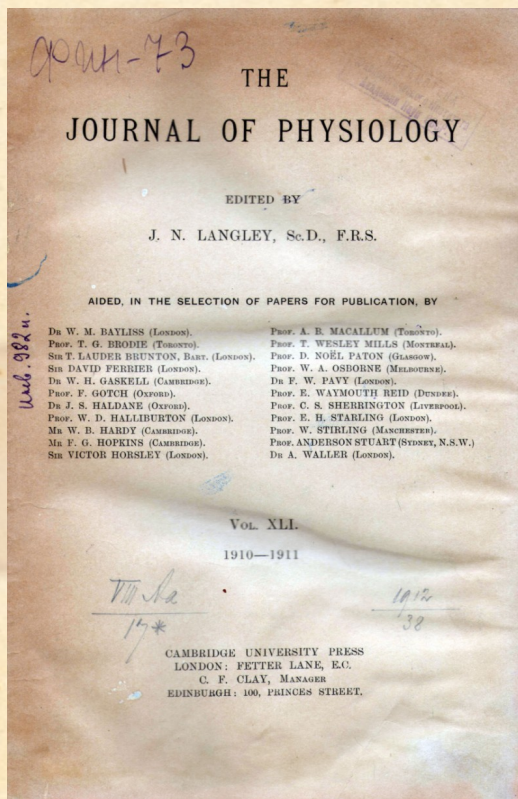 ФИН-73
THE
JOURNAL OF PHYSIOLOGY
EDITED BY
J. N. LANGLEY, Sc.D., F.R.S.
AIDED, IN THE SELECTION OF PAPERS FOR PUBLICATION, BY
DR W. M. BAYLISS (LONDON).
PROF. T. G. BRODIE (TORONTO).
SIR T. LAUDER BRUNTON, BART. (LONDON).
SIR DAVID FERRIER (LONDON).
DR W. H. GASKELL (CAMBRIDGE).
PROF. F. GOTCH (OXFORD).
DR J. S. HALDANE (OXFORD).
PROF. W. D. HALLIBURTON (LONDON).
MR W. B. HARDY (CAMBRIDGE).
MR F. G. HOPKINS (CAMBRIDGE).
SIR VICTOR HORSLEY (LONDON).
PROF. A. B. MACALLUM (TORONTO).
PROF. T. WESLEY MILLS (MONTREAL).
PROF. D. NOËL PATON (GLASGOW).
PROF. W. A. OSBORNE (MELBOURNE).
DR F. W. PAVY (LONDON).
PROF. E. WAYMOUTH REID (DUNDEE).
PROF. C. S. SHERRINGTON (LIVERPOOL).
PROF. E. H. STARLING (LONDON).
PROF. W. STIRLING (MANCHESTER).
PROF. ANDERSON STUART (SYDNEY, N.S.W.)
DR A. WALLER (LONDON).
инв. 982 и.
VOL. XLI.
1910—1911
VIII Aa
17*
1912
38
CAMBRIDGE UNIVERSITY PRESS
LONDON: FETTER LANE, E.C.
C. F. CLAY, MANAGER
EDINBURGH: 100, PRINCES STREET.